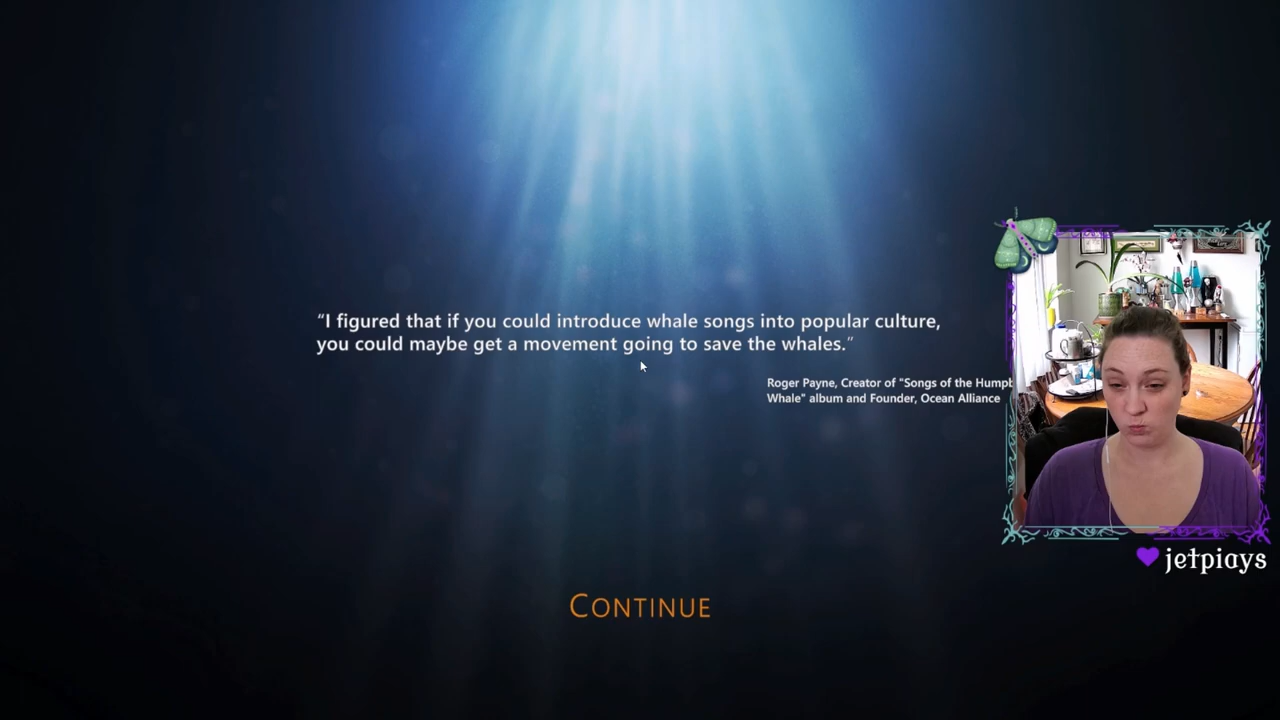 “I figured that if you could introduce whale songs into popular culture,
you could maybe get a movement going to save the whales.”
Roger Payne, Creator of "Songs of the Humpb
Whale" album and Founder, Ocean Alliance
CONTINUE
jetplays